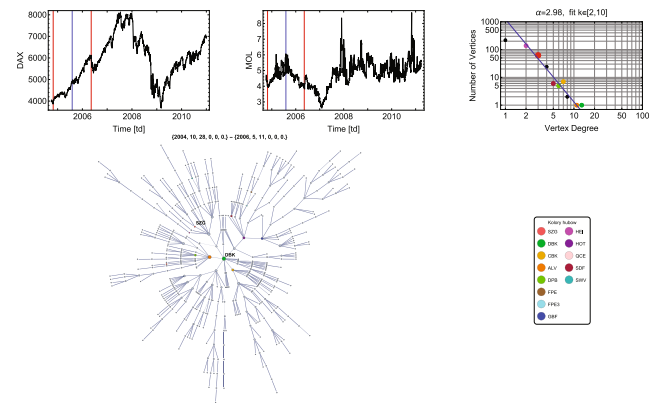 8000
7000
6000
5000
4000
DAX
2006
2008
2010
Time [td]
8
7
6
5
4
3
MOL
2006
2008
2010
Time [td]
α=2.98, fit k∈[2,10]
1000
500
100
50
10
5
1
Number of Vertices
1
2
5
10
20
50
100
Vertex Degree
{2004, 10, 28, 0, 0, 0.} – {2006, 5, 11, 0, 0, 0.}
SZG
DBK
Kolory hubow
SZG
HEI
DBK
HOT
CBK
GCE
ALV
SDF
DPB
SWN
FPE
FPE3
GBF